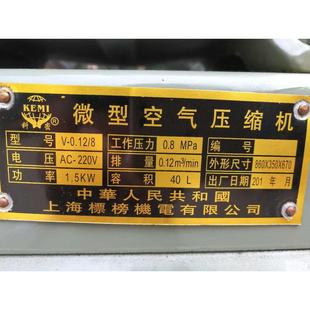 KEMI
科密 ® 微型空气压缩机
型号 V-0.12/8 工作压力 0.8 MPa 编号
电压 AC-220V 排量 0.12m³/min 外形尺寸 860X350X670
功率 1.5KW 容积 40 L 出厂日期 201 年 月
中華人民共和國
上海標榜機電有限公司